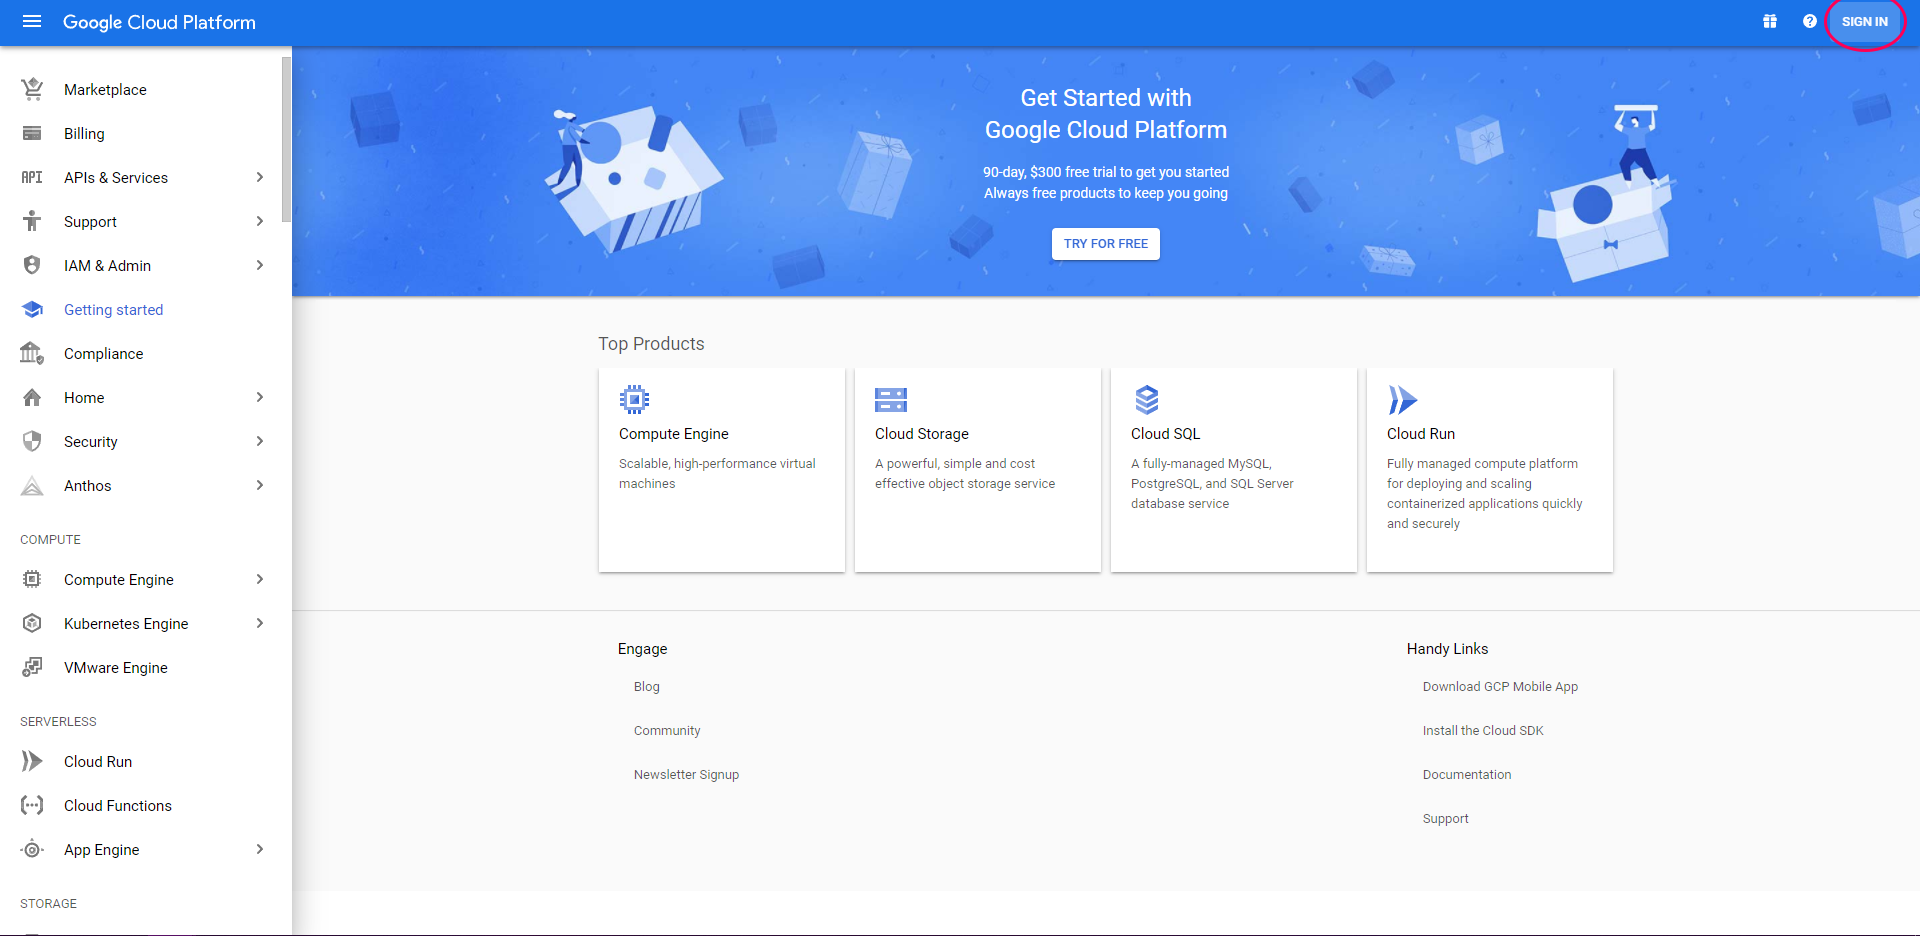 Google Cloud Platform
SIGN IN
Marketplace
Billing
API APIs & Services
Support
IAM & Admin
Getting started
Compliance
Home
Security
Anthos
COMPUTE
Compute Engine
Kubernetes Engine
VMware Engine
SERVERLESS
Cloud Run
Cloud Functions
App Engine
STORAGE
Get Started with
Google Cloud Platform
90-day, $300 free trial to get you started
Always free products to keep you going
TRY FOR FREE
Top Products
Compute Engine
Scalable, high-performance virtual
machines
Cloud Storage
A powerful, simple and cost
effective object storage service
Cloud SQL
A fully-managed MySQL,
PostgreSQL, and SQL Server
database service
Cloud Run
Fully managed compute platform
for deploying and scaling
containerized applications quickly
and securely
Engage
Blog
Community
Newsletter Signup
Handy Links
Download GCP Mobile App
Install the Cloud SDK
Documentation
Support